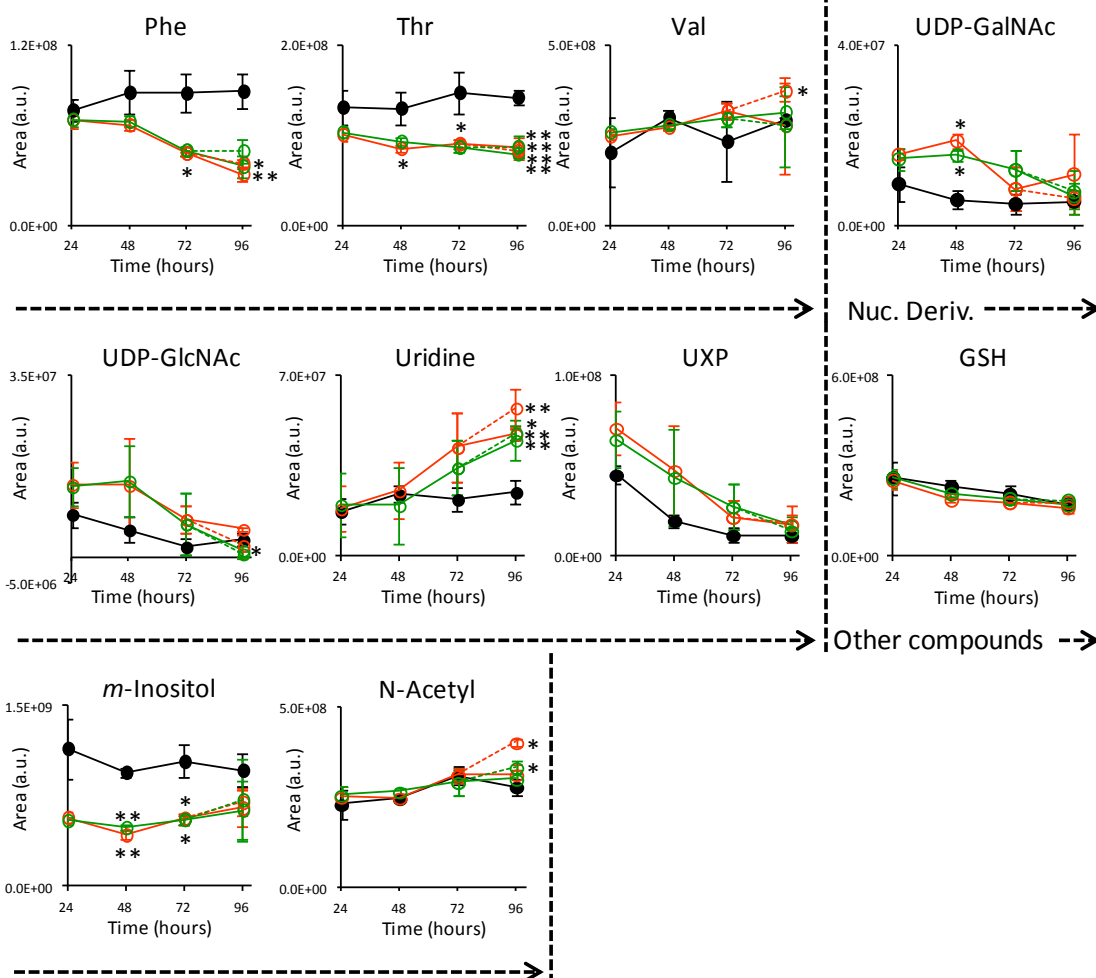 Phe Thr Val UDP-GalNAc
1.2E+08 2.0E+08 5.0E+08 4.0E+07
Area (a.u.) Area (a.u.) Area (a.u.) Area (a.u.)
* * * *
* * * * * * * * * *
* * *
0.0E+00 0.0E+00 0.0E+00 0.0E+00
24 48 72 96 24 48 72 96 24 48 72 96 24 48 72 96
Time (hours) Time (hours) Time (hours) Time (hours)
Nuc. Deriv.
UDP-GlcNAc Uridine UXP GSH
3.5E+07 7.0E+07 1.0E+08 6.0E+08
Area (a.u.) Area (a.u.) Area (a.u.) Area (a.u.)
* *
*
* *
* *
*
0.0E+00 0.0E+00 0.0E+00
-5.0E+06
24 48 72 96 24 48 72 96 24 48 72 96 24 48 72 96
Time (hours) Time (hours) Time (hours) Time (hours)
Other compounds
m-Inositol N-Acetyl
1.5E+09 5.0E+08
Area (a.u.) Area (a.u.)
* *
* * * *
* * *
0.0E+00 0.0E+00
24 48 72 96 24 48 72 96
Time (hours) Time (hours)